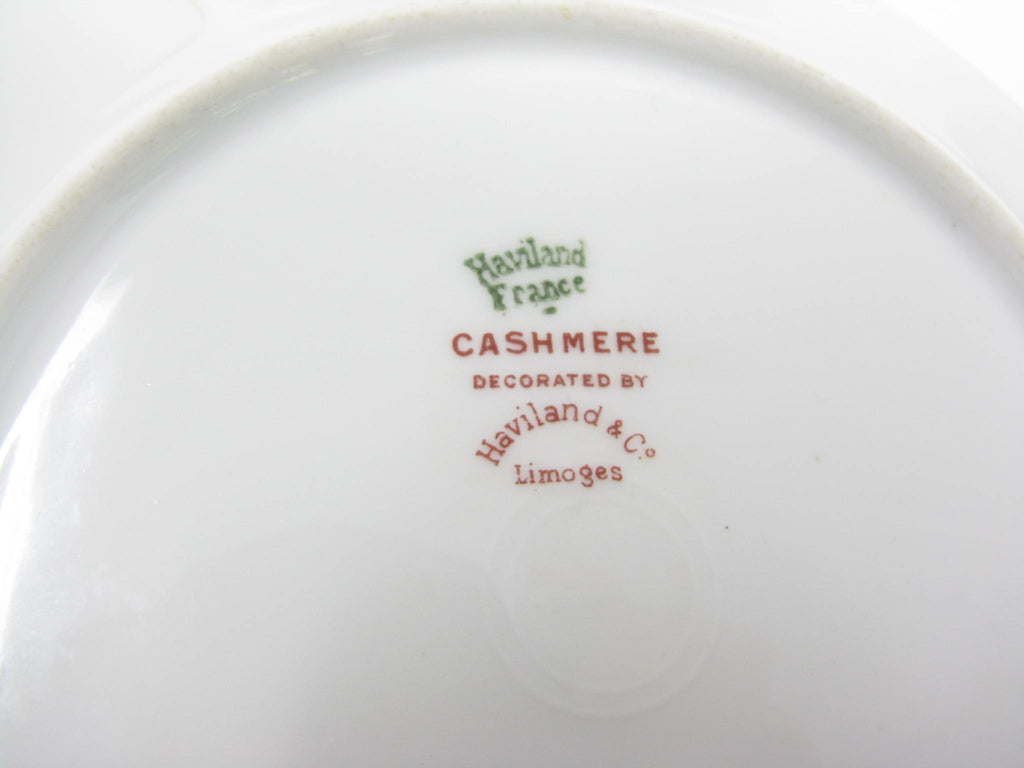 Haviland
France
CASHMERE
DECORATED BY
Haviland & Co
Limoges